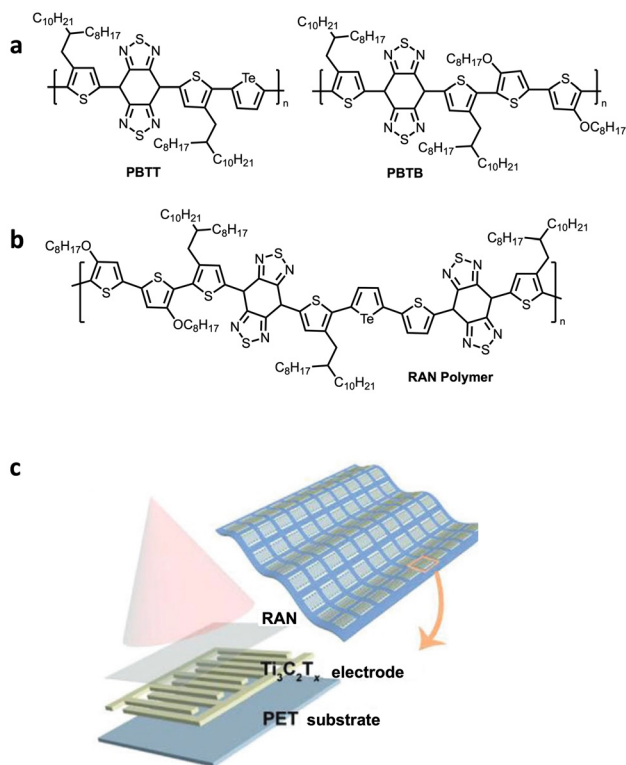 a
C₁₀H₂₁
C₈H₁₇
N S N
S
S
Te
n
N S N
C₈H₁₇
C₁₀H₂₁
PBTT
C₁₀H₂₁
C₈H₁₇
N S N
C₈H₁₇O
S
S
S
S
n
N S N
OC₈H₁₇
C₈H₁₇
C₁₀H₂₁
PBTB
b
C₁₀H₂₁
C₈H₁₇
C₈H₁₇O
S
S
S
OC₈H₁₇
N S N
N S N
S
Te
S
C₈H₁₇
C₁₀H₂₁
C₁₀H₂₁
C₈H₁₇
N S N
N S N
S
n
RAN Polymer
c
RAN
Ti₃C₂Tₓ electrode
PET substrate